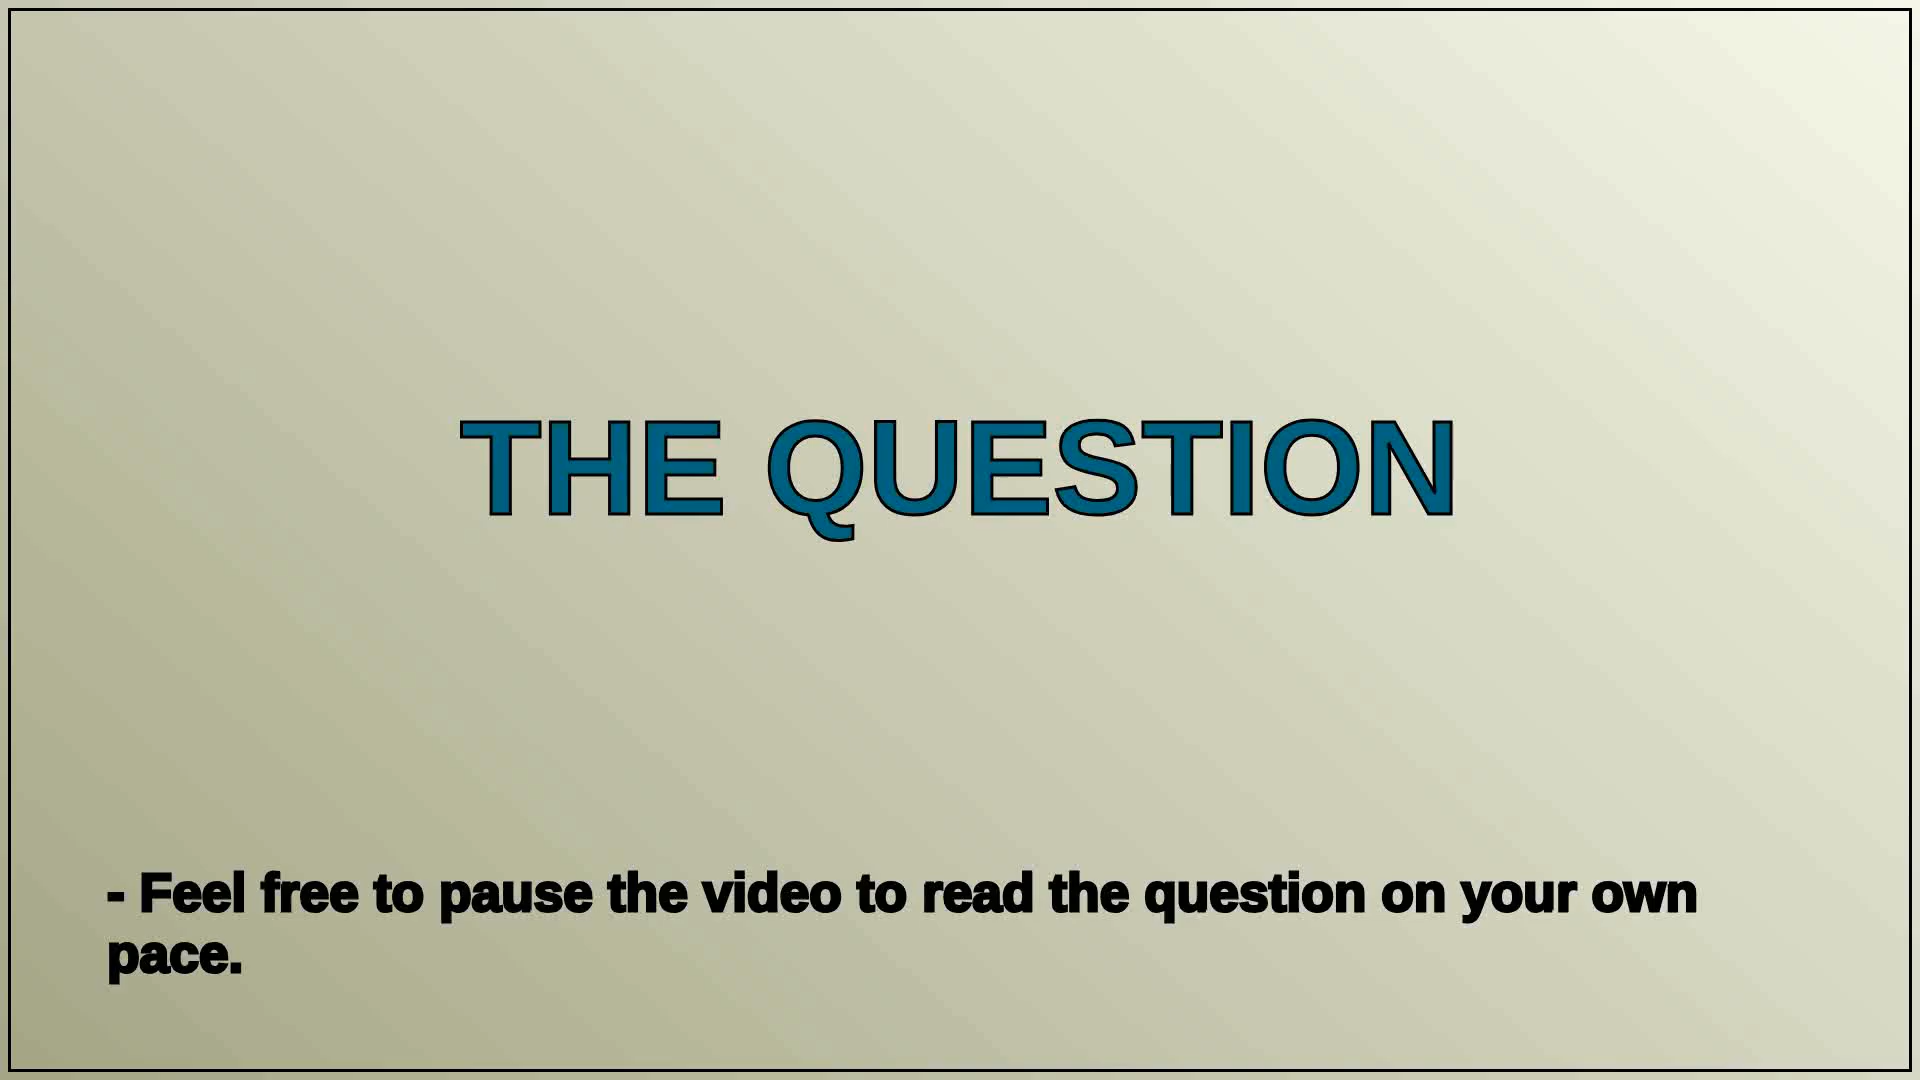 THE QUESTION
- Feel free to pause the video to read the question on your own
pace.